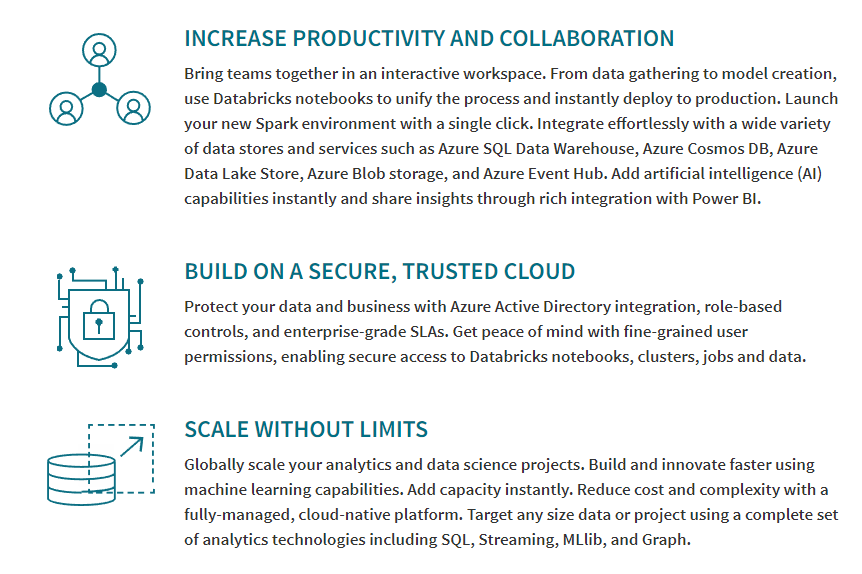 INCREASE PRODUCTIVITY AND COLLABORATION
Bring teams together in an interactive workspace. From data gathering to model creation,
use Databricks notebooks to unify the process and instantly deploy to production. Launch
your new Spark environment with a single click. Integrate effortlessly with a wide variety
of data stores and services such as Azure SQL Data Warehouse, Azure Cosmos DB, Azure
Data Lake Store, Azure Blob storage, and Azure Event Hub. Add artificial intelligence (AI)
capabilities instantly and share insights through rich integration with Power BI.
BUILD ON A SECURE, TRUSTED CLOUD
Protect your data and business with Azure Active Directory integration, role-based
controls, and enterprise-grade SLAs. Get peace of mind with fine-grained user
permissions, enabling secure access to Databricks notebooks, clusters, jobs and data.
SCALE WITHOUT LIMITS
Globally scale your analytics and data science projects. Build and innovate faster using
machine learning capabilities. Add capacity instantly. Reduce cost and complexity with a
fully-managed, cloud-native platform. Target any size data or project using a complete set
of analytics technologies including SQL, Streaming, MLlib, and Graph.